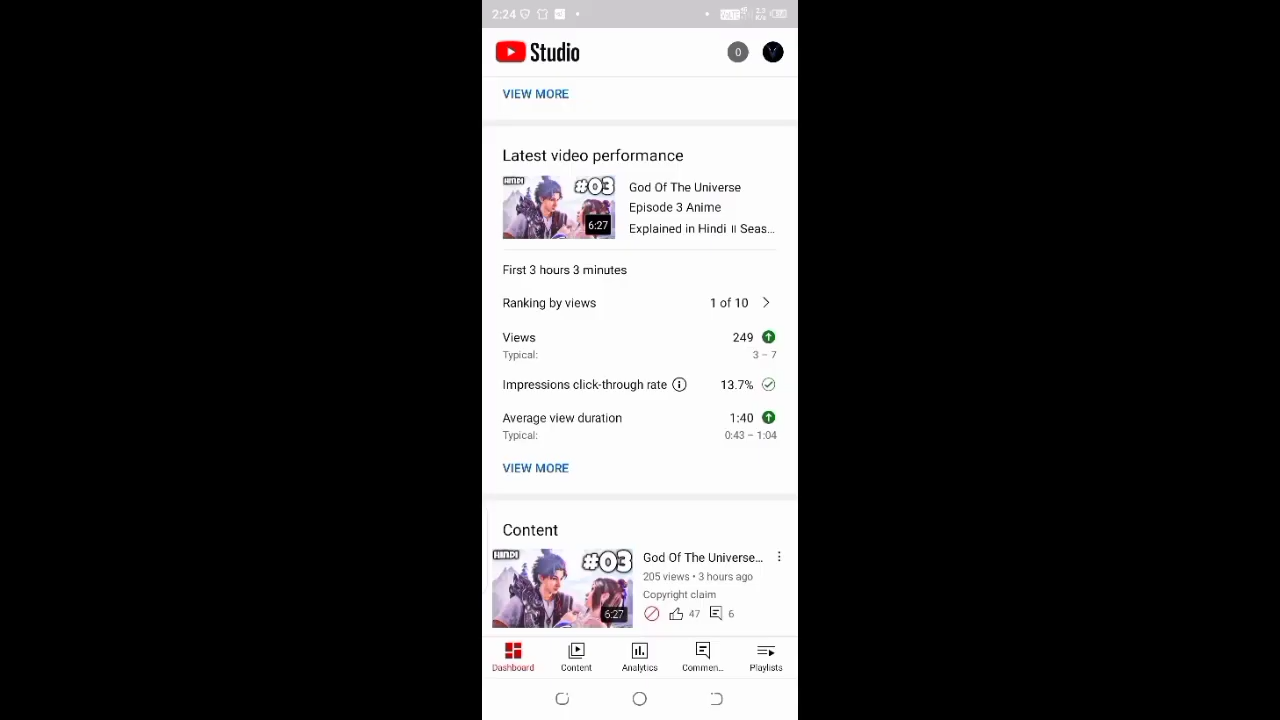 2:24
Studio
0
VIEW MORE
Latest video performance
HINDI
#03
6:27
God Of The Universe
Episode 3 Anime
Explained in Hindi ॥ Seas...
First 3 hours 3 minutes
Ranking by views 1 of 10
Views 249
Typical: 3 – 7
Impressions click-through rate 13.7%
Average view duration 1:40
Typical: 0:43 – 1:04
VIEW MORE
Content
HINDI
#03
6:27
God Of The Universe...
205 views • 3 hours ago
Copyright claim
47 6
Dashboard Content Analytics Commen... Playlists